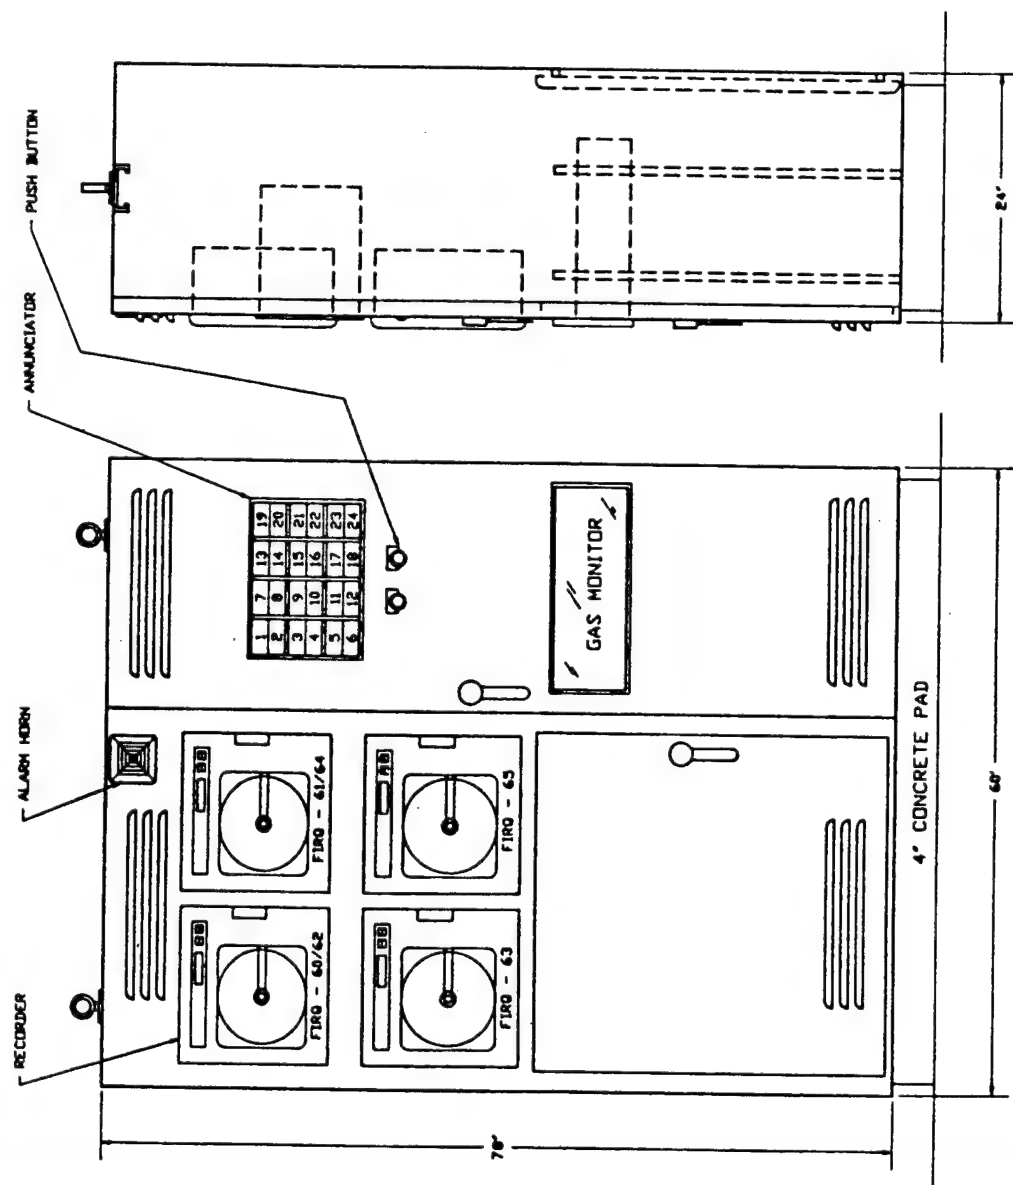 RECORDER
ALARM HORN
ANNUNCIATOR
PUSH BUTTON
1 7 13 19
2 8 14 20
3 9 15 21
4 10 16 22
5 11 17 23
6 12 18 24
FIRQ - 60/62
FIRQ - 61/64
FIRQ - 63
FIRQ - 65
GAS MONITOR
78"
4" CONCRETE PAD
60"
24"